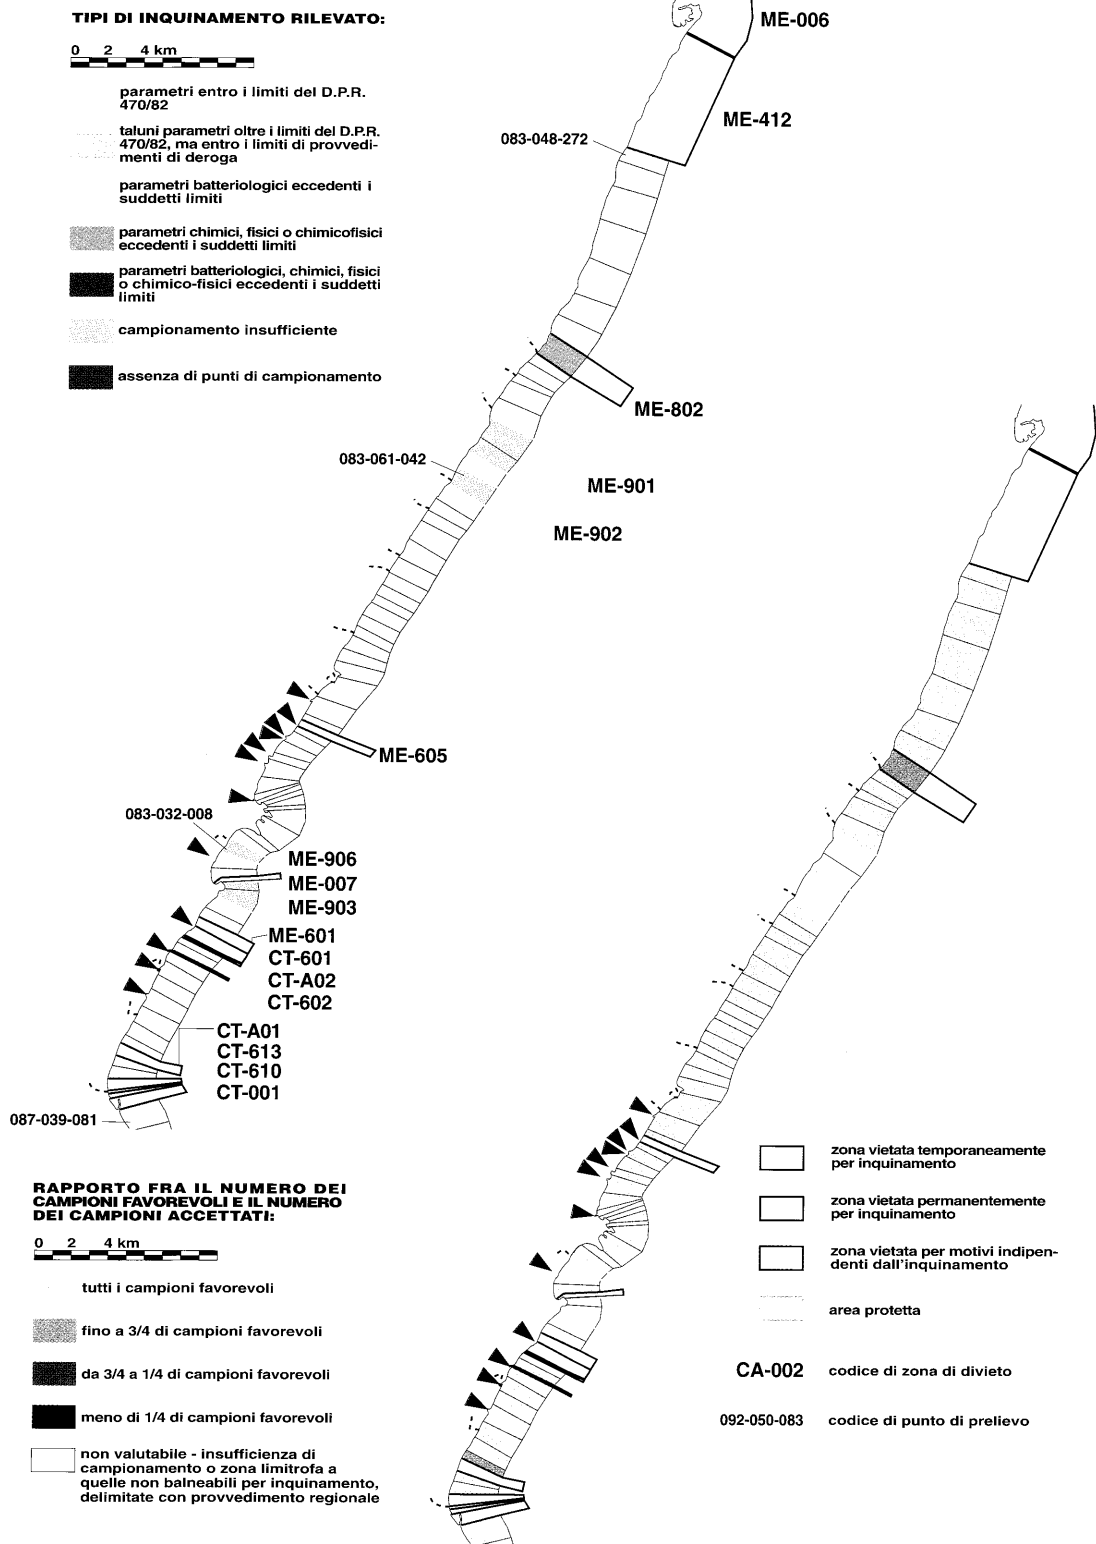 TIPI DI INQUINAMENTO RILEVATO:
0 2 4 km
parametri entro i limiti del D.P.R.
470/82
taluni parametri oltre i limiti del D.P.R.
470/82, ma entro i limiti di provvedi-
menti di deroga
parametri batteriologici eccedenti i
suddetti limiti
parametri chimici, fisici o chimicofisici
eccedenti i suddetti limiti
parametri batteriologici, chimici, fisici
o chimico-fisici eccedenti i suddetti
limiti
campionamento insufficiente
assenza di punti di campionamento
ME-006
ME-412
083-048-272
ME-802
083-061-042
ME-901
ME-902
ME-605
083-032-008
ME-906
ME-007
ME-903
ME-601
CT-601
CT-A02
CT-602
CT-A01
CT-613
CT-610
CT-001
087-039-081
RAPPORTO FRA IL NUMERO DEI
CAMPIONI FAVOREVOLI E IL NUMERO
DEI CAMPIONI ACCETTATI:
0 2 4 km
tutti i campioni favorevoli
fino a 3/4 di campioni favorevoli
da 3/4 a 1/4 di campioni favorevoli
meno di 1/4 di campioni favorevoli
non valutabile - insufficienza di
campionamento o zona limitrofa a
quelle non balneabili per inquinamento,
delimitate con provvedimento regionale
zona vietata temporaneamente
per inquinamento
zona vietata permanentemente
per inquinamento
zona vietata per motivi indipen-
denti dall'inquinamento
area protetta
CA-002 codice di zona di divieto
092-050-083 codice di punto di prelievo